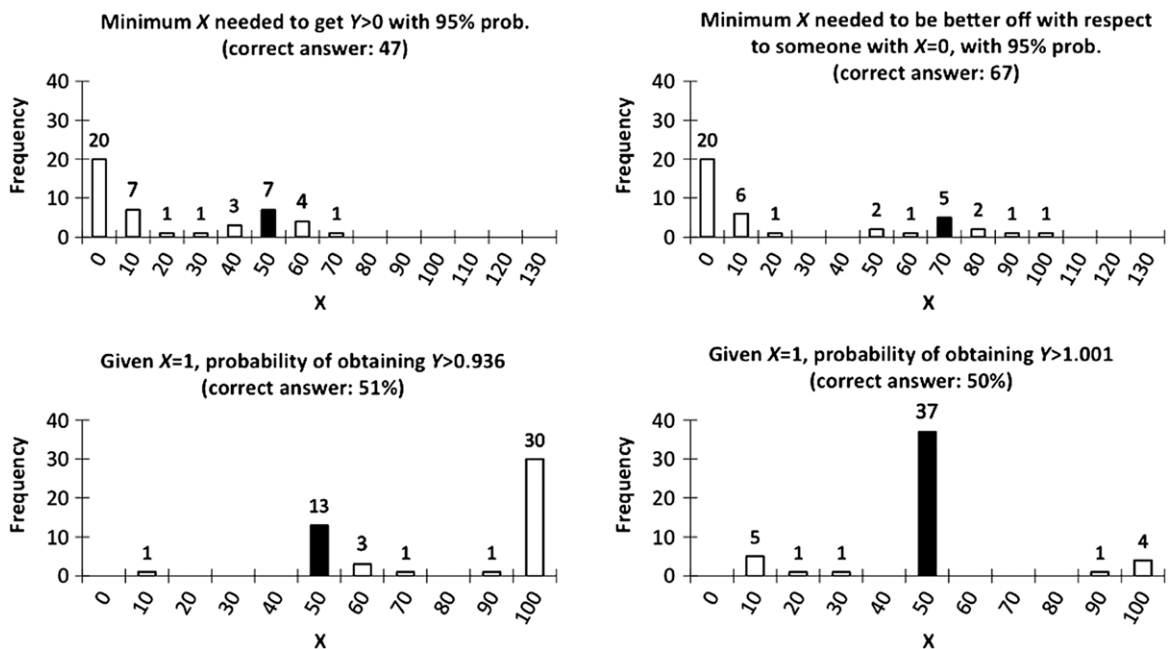 Minimum X needed to get Y>0 with 95% prob.
(correct answer: 47)
Frequency
40
30
20
10
0
20
7
1
1
3
7
4
1
0 10 20 30 40 50 60 70 80 90 100 110 120 130
X
Minimum X needed to be better off with respect
to someone with X=0, with 95% prob.
(correct answer: 67)
Frequency
40
30
20
10
0
20
6
1
2
1
5
2
1
1
0 10 20 30 40 50 60 70 80 90 100 110 120 130
X
Given X=1, probability of obtaining Y>0.936
(correct answer: 51%)
Frequency
40
30
20
10
0
1
13
3
1
1
30
0 10 20 30 40 50 60 70 80 90 100
X
Given X=1, probability of obtaining Y>1.001
(correct answer: 50%)
Frequency
40
30
20
10
0
5
1
1
37
1
4
0 10 20 30 40 50 60 70 80 90 100
X